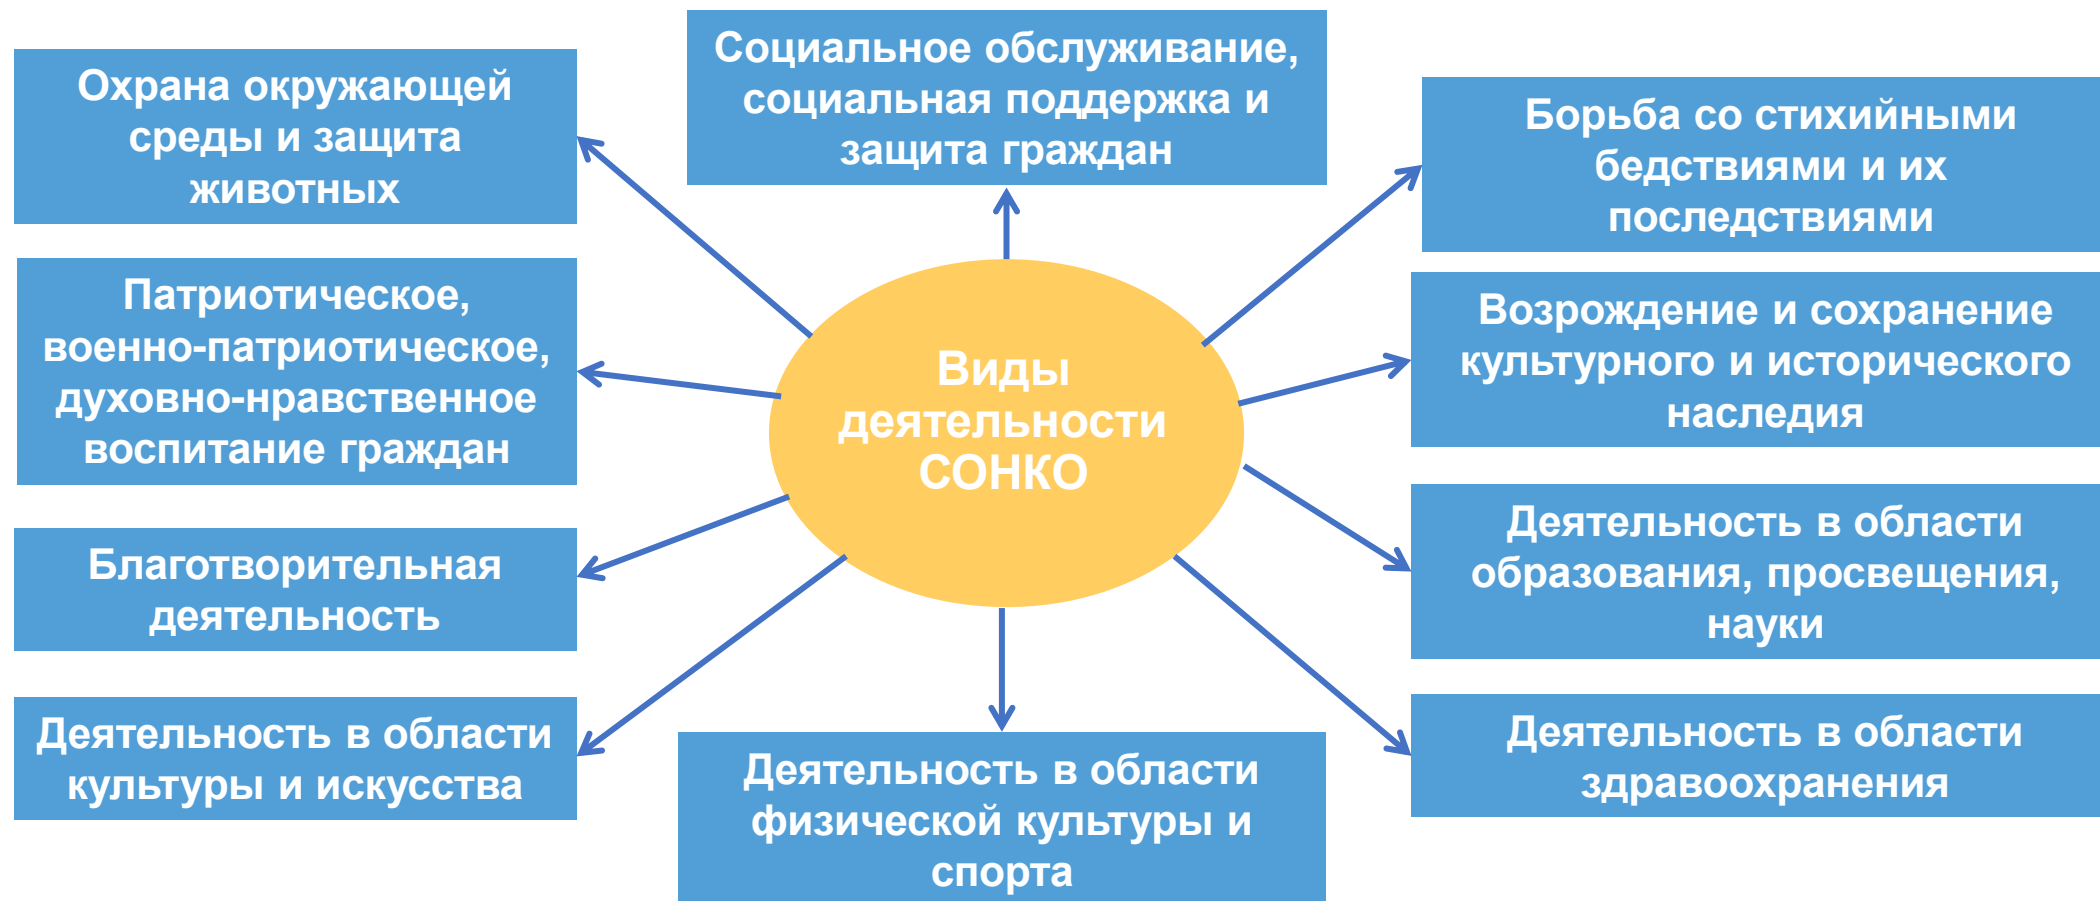 Социальное обслуживание,
социальная поддержка и
защита граждан
Охрана окружающей
среды и защита
животных
Борьба со стихийными
бедствиями и их
последствиями
Патриотическое,
военно-патриотическое,
духовно-нравственное
воспитание граждан
Возрождение и сохранение
культурного и исторического
наследия
Виды
деятельности
СОНКО
Благотворительная
деятельность
Деятельность в области
образования, просвещения,
науки
Деятельность в области
культуры и искусства
Деятельность в области
физической культуры и
спорта
Деятельность в области
здравоохранения